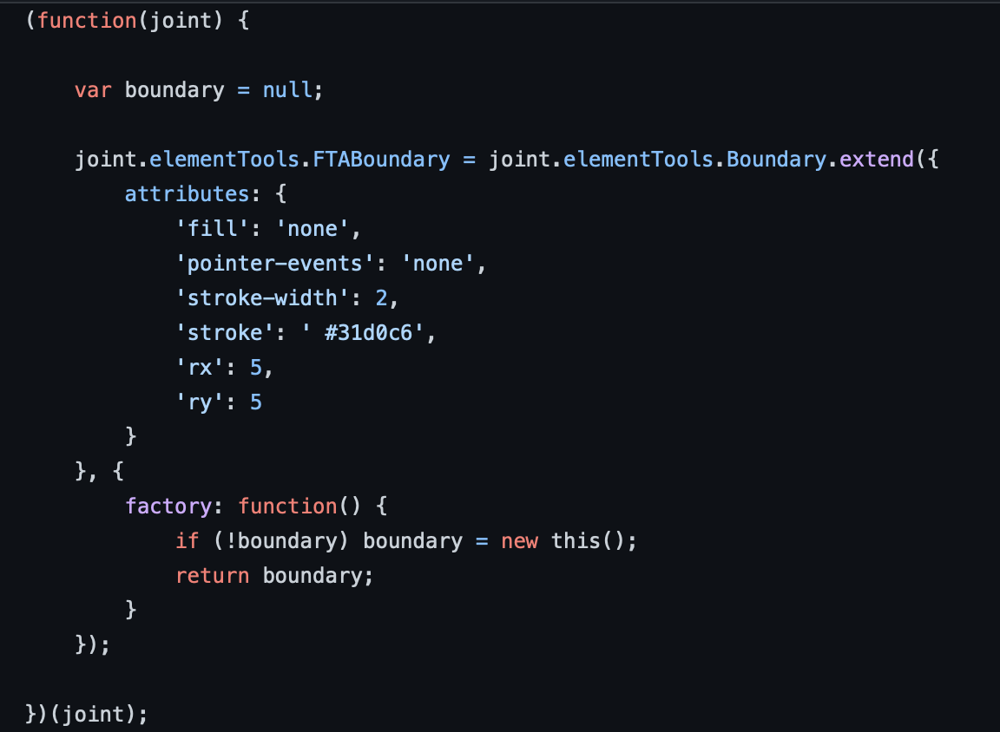 (function(joint) {
var boundary = null;
joint.elementTools.FTABoundary = joint.elementTools.Boundary.extend({
attributes: {
'fill': 'none',
'pointer-events': 'none',
'stroke-width': 2,
'stroke': ' #31d0c6',
'rx': 5,
'ry': 5
}
}, {
factory: function() {
if (!boundary) boundary = new this();
return boundary;
}
});
})(joint);